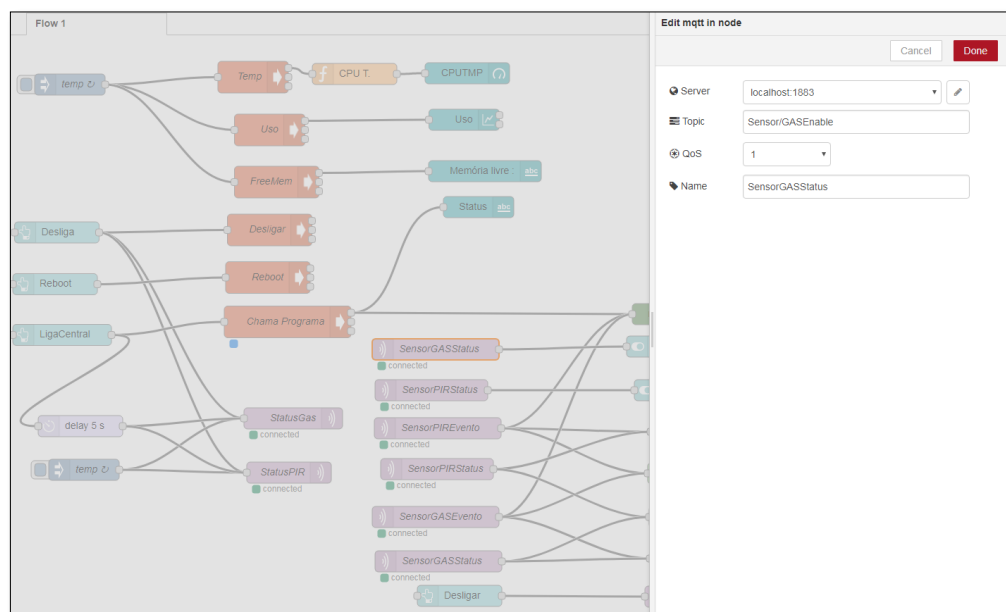 Flow 1
temp ↻
Temp
CPU T.
CPUTMP
Uso
Uso
FreeMem
Memória livre :
abc
Status
abc
Desliga
Desligar
Reboot
Reboot
LigaCentral
Chama Programa
SensorGASStatus
connected
SensorPIRStatus
connected
delay 5 s
StatusGas
connected
SensorPIREvento
connected
temp ↻
StatusPIR
connected
SensorPIRStatus
connected
SensorGASEvento
connected
SensorGASStatus
connected
Desligar
Edit mqtt in node
Cancel
Done
Server
localhost:1883
Topic
Sensor/GASEnable
QoS
1
Name
SensorGASStatus